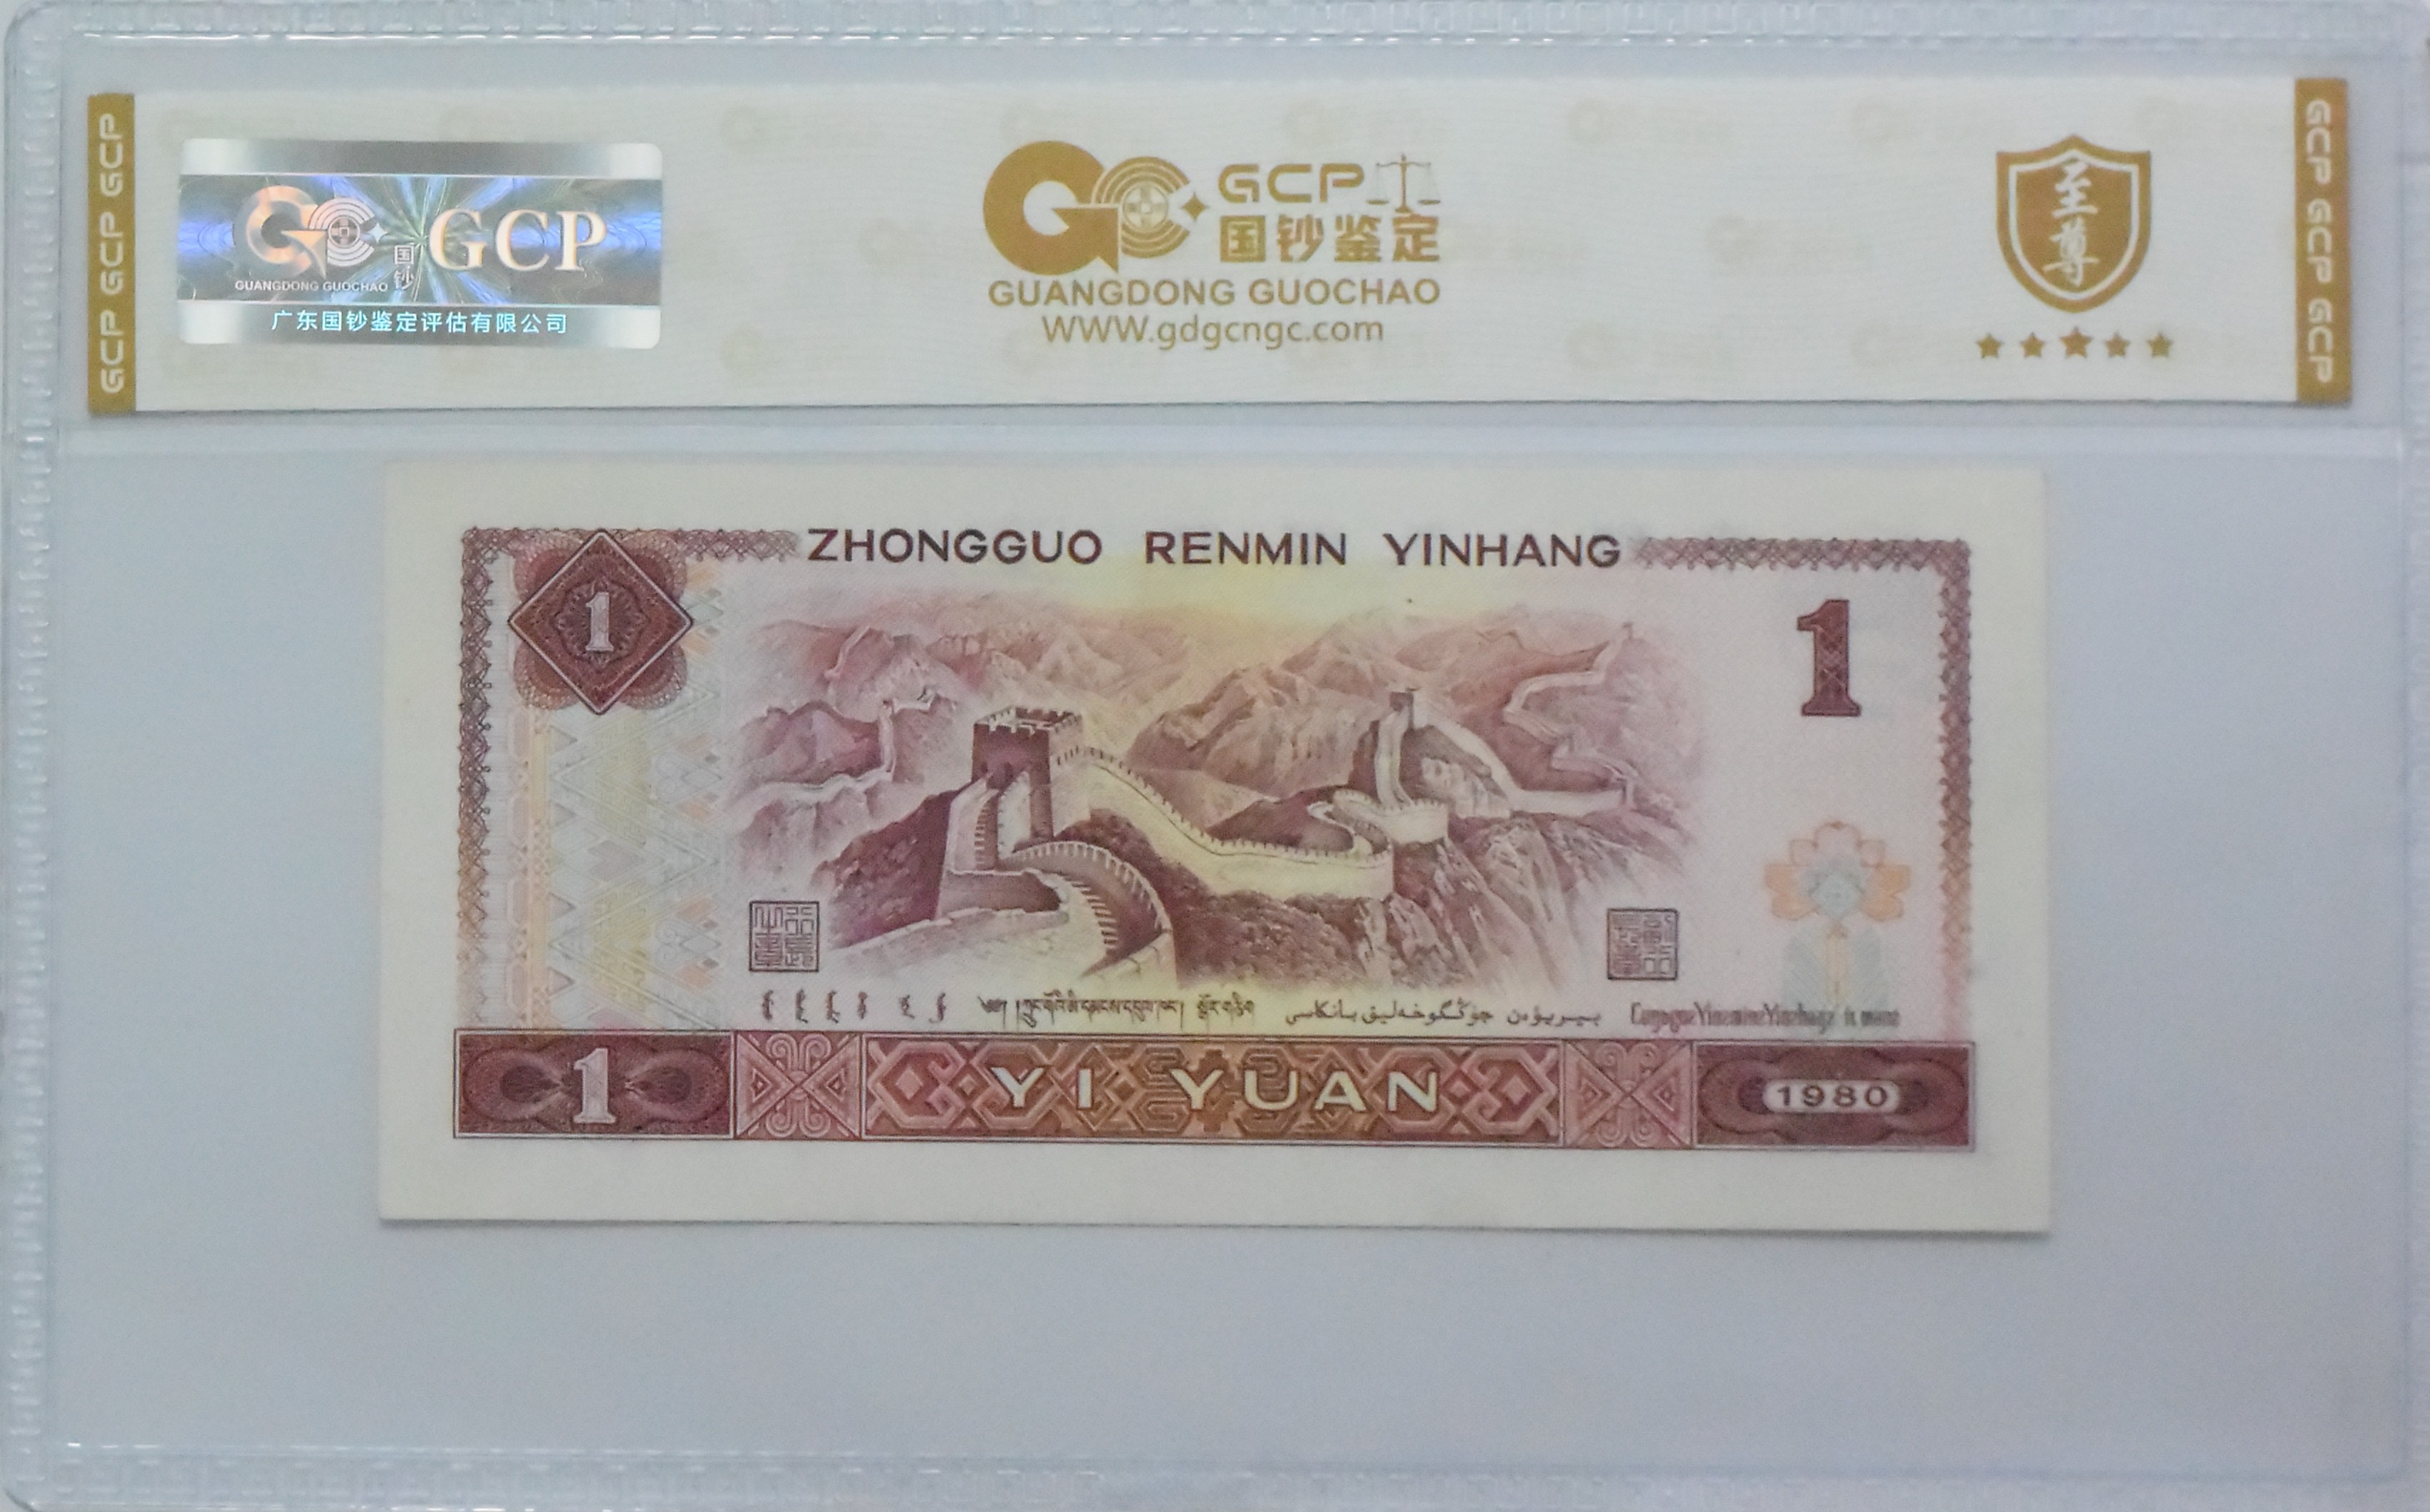 GCP GCP GCP
GCP
国钞
GUANGDONG GUOCHAO
广东国钞鉴定评估有限公司
GCP
国钞鉴定
GUANGDONG GUOCHAO
WWW.gdgcngc.com
至尊
GCP GCP GCP
ZHONGGUO RENMIN YINHANG
1
1
1
YI YUAN
1980